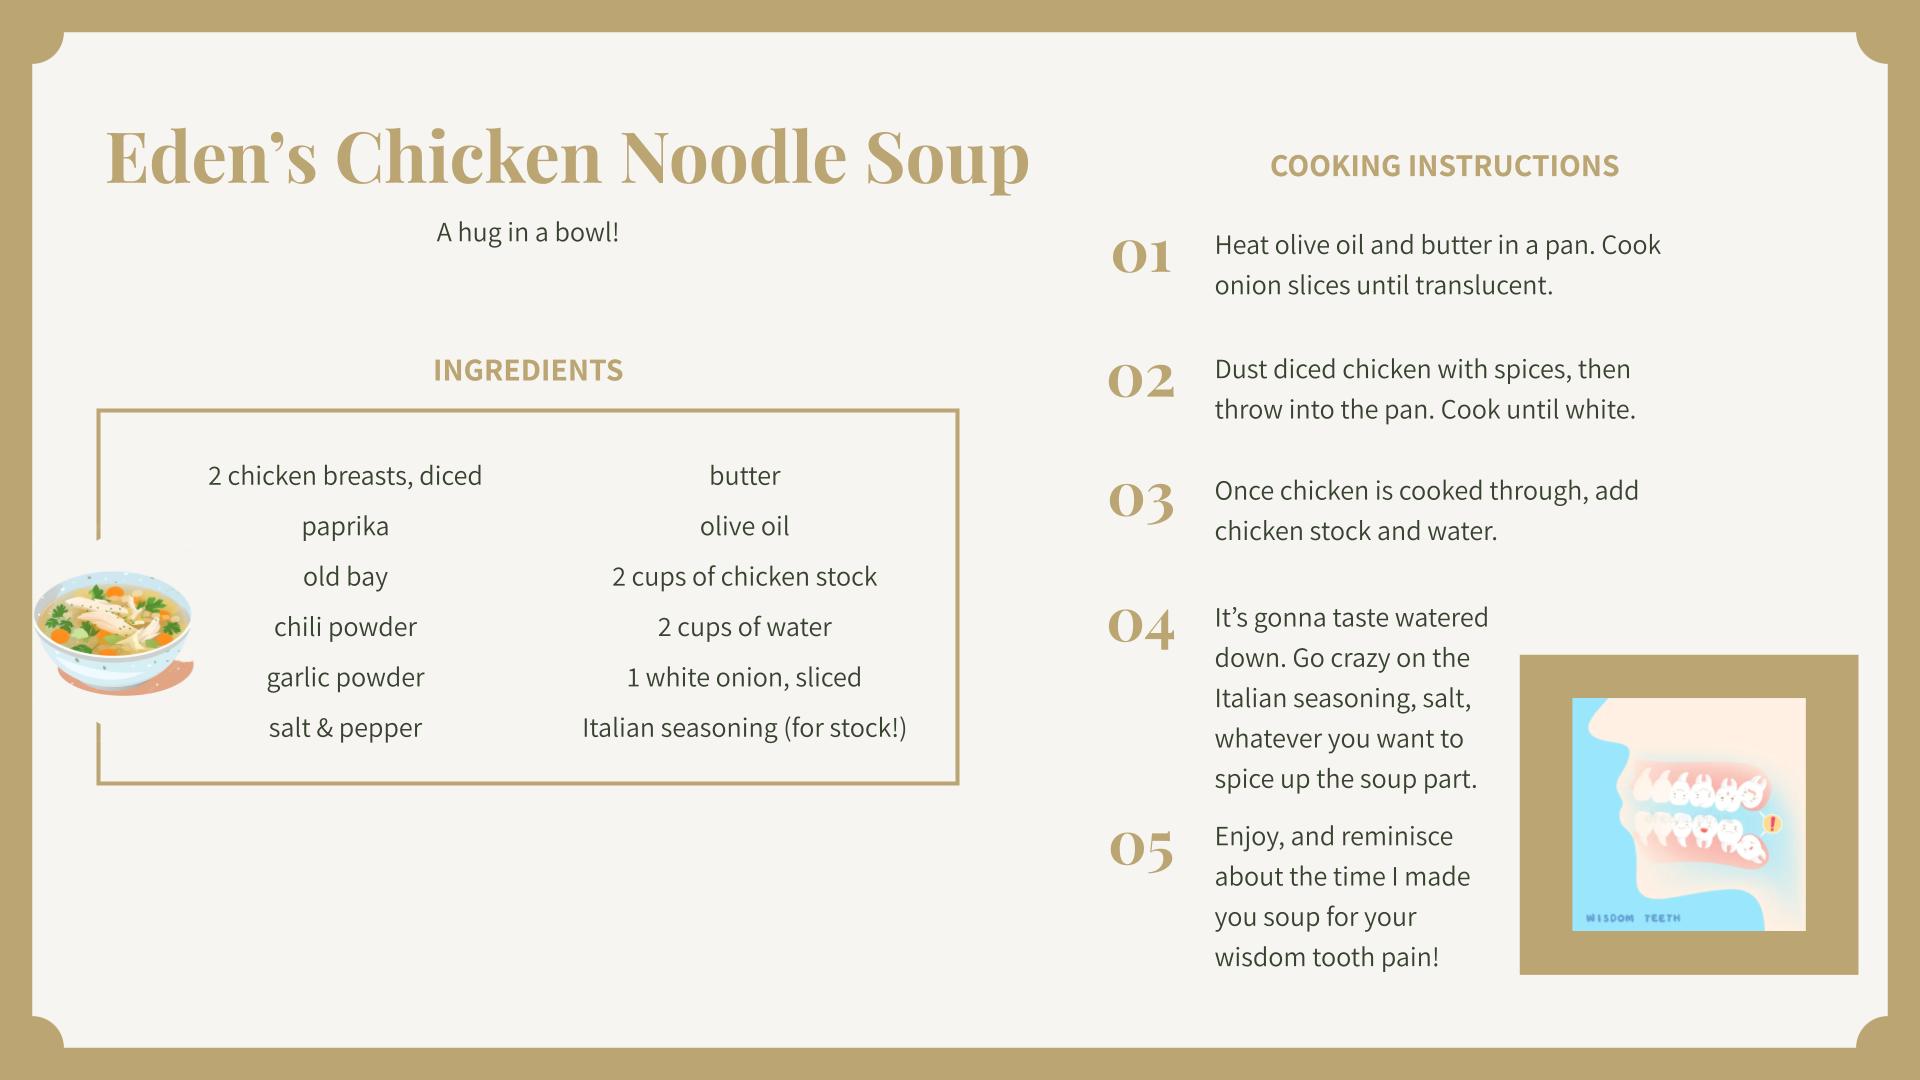 Eden’s Chicken Noodle Soup
A hug in a bowl!
INGREDIENTS
2 chicken breasts, diced
paprika
old bay
chili powder
garlic powder
salt & pepper
butter
olive oil
2 cups of chicken stock
2 cups of water
1 white onion, sliced
Italian seasoning (for stock!)
COOKING INSTRUCTIONS
01
Heat olive oil and butter in a pan. Cook
onion slices until translucent.
02
Dust diced chicken with spices, then
throw into the pan. Cook until white.
03
Once chicken is cooked through, add
chicken stock and water.
04
It’s gonna taste watered
down. Go crazy on the
Italian seasoning, salt,
whatever you want to
spice up the soup part.
05
Enjoy, and reminisce
about the time I made
you soup for your
wisdom tooth pain!
!
WISDOM TEETH